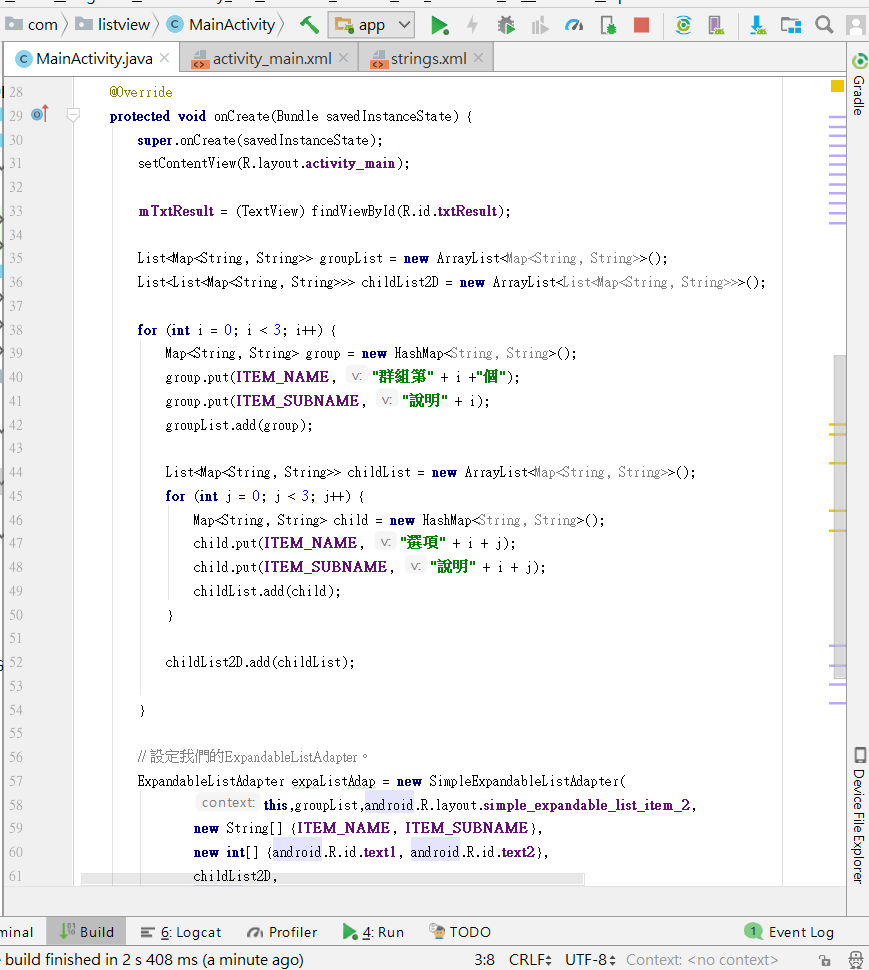 com listview MainActivity app
MainActivity.java activity_main.xml strings.xml
28 @Override
29 protected void onCreate(Bundle savedInstanceState) {
30 super.onCreate(savedInstanceState);
31 setContentView(R.layout.activity_main);
32
33 mTxtResult = (TextView) findViewById(R.id.txtResult);
34
35 List<Map<String, String>> groupList = new ArrayList<Map<String, String>>();
36 List<List<Map<String, String>>> childList2D = new ArrayList<List<Map<String, String>>>();
37
38 for (int i = 0; i < 3; i++) {
39 Map<String, String> group = new HashMap<String, String>();
40 group.put(ITEM_NAME, v: "群組第" + i +"個");
41 group.put(ITEM_SUBNAME, v: "說明" + i);
42 groupList.add(group);
43
44 List<Map<String, String>> childList = new ArrayList<Map<String, String>>();
45 for (int j = 0; j < 3; j++) {
46 Map<String, String> child = new HashMap<String, String>();
47 child.put(ITEM_NAME, v: "選項" + i + j);
48 child.put(ITEM_SUBNAME, v: "說明" + i + j);
49 childList.add(child);
50 }
51
52 childList2D.add(childList);
53
54 }
55
56 // 設定我們的ExpandableListAdapter。
57 ExpandableListAdapter expaListAdap = new SimpleExpandableListAdapter(
58 context: this,groupList,android.R.layout.simple_expandable_list_item_2,
59 new String[] {ITEM_NAME, ITEM_SUBNAME},
60 new int[] {android.R.id.text1, android.R.id.text2},
61 childList2D,
Gradle
Device File Explorer
minal Build 6: Logcat Profiler 4: Run TODO 1 Event Log
build finished in 2 s 408 ms (a minute ago) 3:8 CRLF UTF-8 Context: <no context>